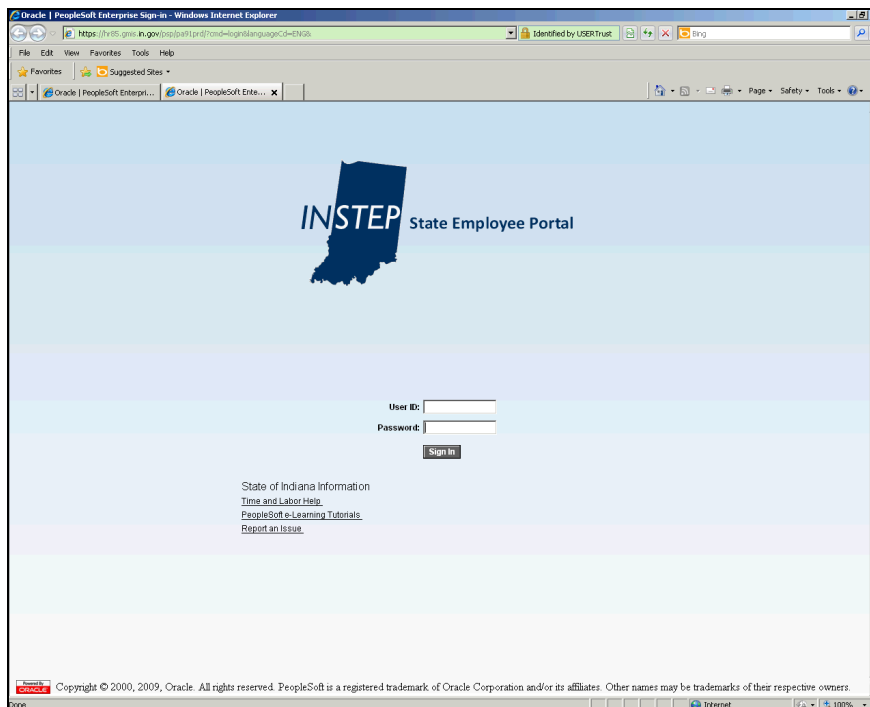 Oracle | PeopleSoft Enterprise Sign-in - Windows Internet Explorer
https://hr85.gmis.in.gov/psp/pa91prd/?cmd=login&languageCd=ENG&
Identified by USERTrust
Bing
File Edit View Favorites Tools Help
Favorites Suggested Sites
Oracle | PeopleSoft Enterpri... Oracle | PeopleSoft Ente... x
Page Safety Tools
INSTEP State Employee Portal
User ID:
Password:
Sign In
State of Indiana Information
Time and Labor Help
PeopleSoft e-Learning Tutorials
Report an Issue
Powered By
ORACLE
Copyright © 2000, 2009, Oracle. All rights reserved. PeopleSoft is a registered trademark of Oracle Corporation and/or its affiliates. Other names may be trademarks of their respective owners.
Done Internet 100%